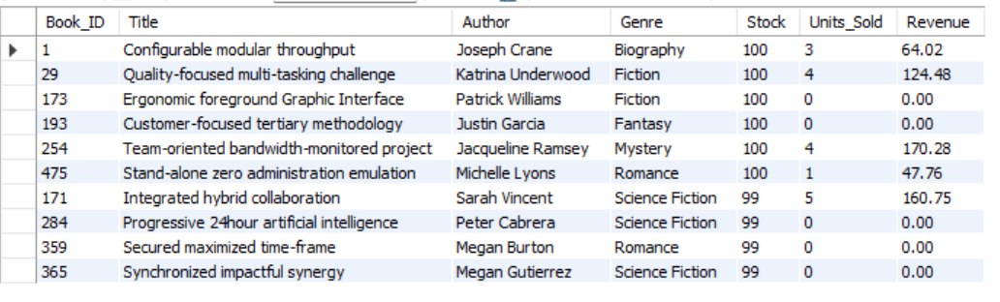 Book_ID Title Author Genre Stock Units_Sold Revenue
1 Configurable modular throughput Joseph Crane Biography 100 3 64.02
29 Quality-focused multi-tasking challenge Katrina Underwood Fiction 100 4 124.48
173 Ergonomic foreground Graphic Interface Patrick Williams Fiction 100 0 0.00
193 Customer-focused tertiary methodology Justin Garcia Fantasy 100 0 0.00
254 Team-oriented bandwidth-monitored project Jacqueline Ramsey Mystery 100 4 170.28
475 Stand-alone zero administration emulation Michelle Lyons Romance 100 1 47.76
171 Integrated hybrid collaboration Sarah Vincent Science Fiction 99 5 160.75
284 Progressive 24hour artificial intelligence Peter Cabrera Science Fiction 99 0 0.00
359 Secured maximized time-frame Megan Burton Romance 99 0 0.00
365 Synchronized impactful synergy Megan Gutierrez Science Fiction 99 0 0.00